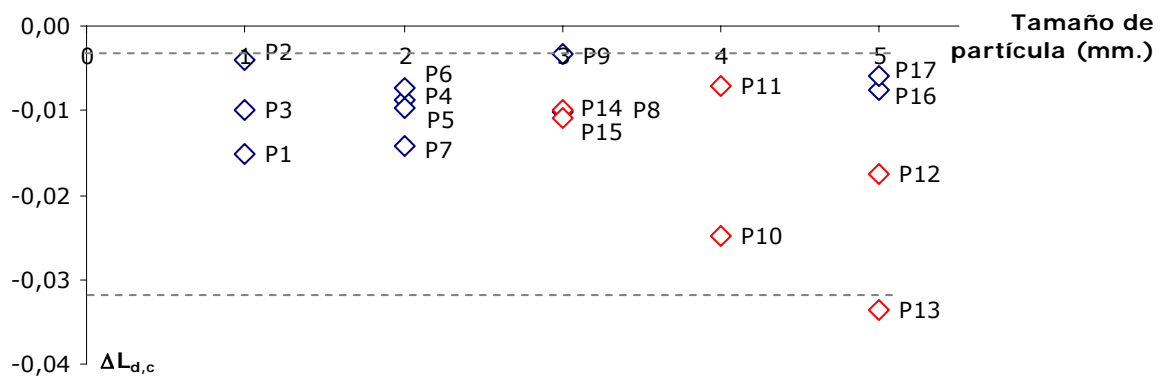 0,00
Tamaño de
partícula (mm.)
0 1 2 3 4 5
P2
P9
P6
P17
P11
P4
P16
-0,01
P3
P14 P8
P5
P15
P7
P1
P12
-0,02
P10
-0,03
P13
-0,04
ΔLd,c